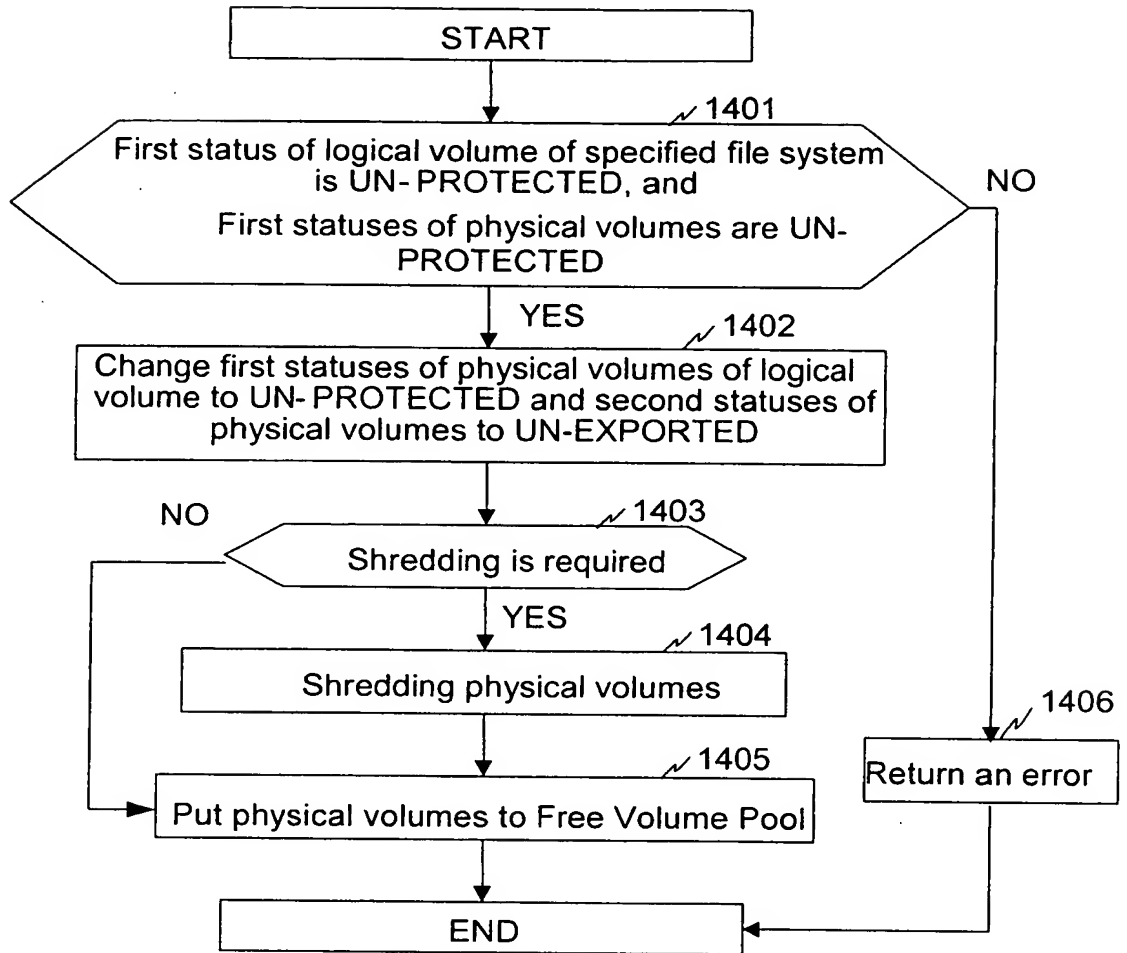 START
1401
First status of logical volume of specified file system
is UN-PROTECTED, and
First statuses of physical volumes are UN-
PROTECTED
NO
YES
1402
Change first statuses of physical volumes of logical
volume to UN-PROTECTED and second statuses of
physical volumes to UN-EXPORTED
NO
1403
Shredding is required
YES
1404
Shredding physical volumes
1406
Return an error
1405
Put physical volumes to Free Volume Pool
END